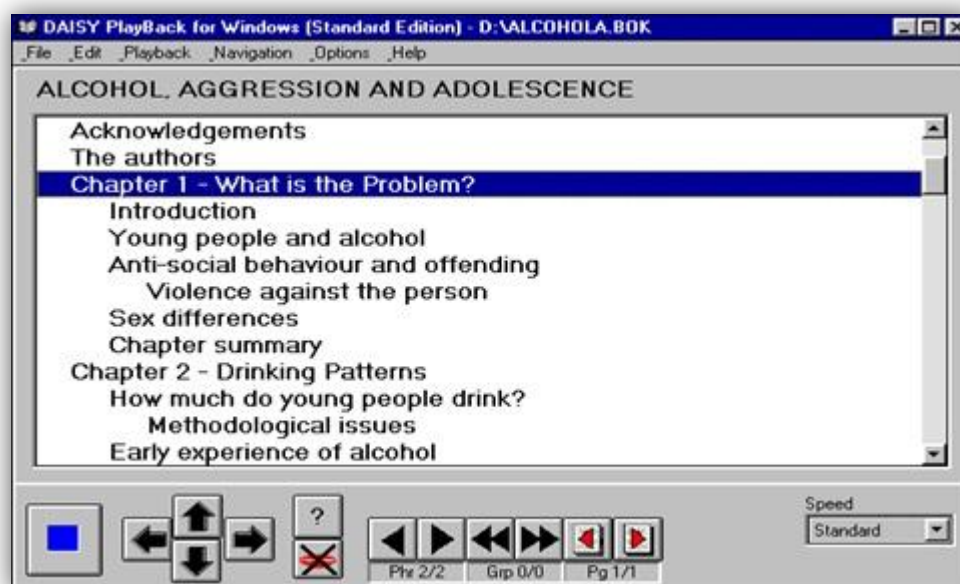 DAISY PlayBack for Windows (Standard Edition) - D:\ALCOHOLA.BOK
File Edit Playback Navigation Options Help
ALCOHOL, AGGRESSION AND ADOLESCENCE
Acknowledgements
The authors
Chapter 1 - What is the Problem?
Introduction
Young people and alcohol
Anti-social behaviour and offending
Violence against the person
Sex differences
Chapter summary
Chapter 2 - Drinking Patterns
How much do young people drink?
Methodological issues
Early experience of alcohol
?
Speed
Standard
Phr 2/2 Grp 0/0 Pg 1/1